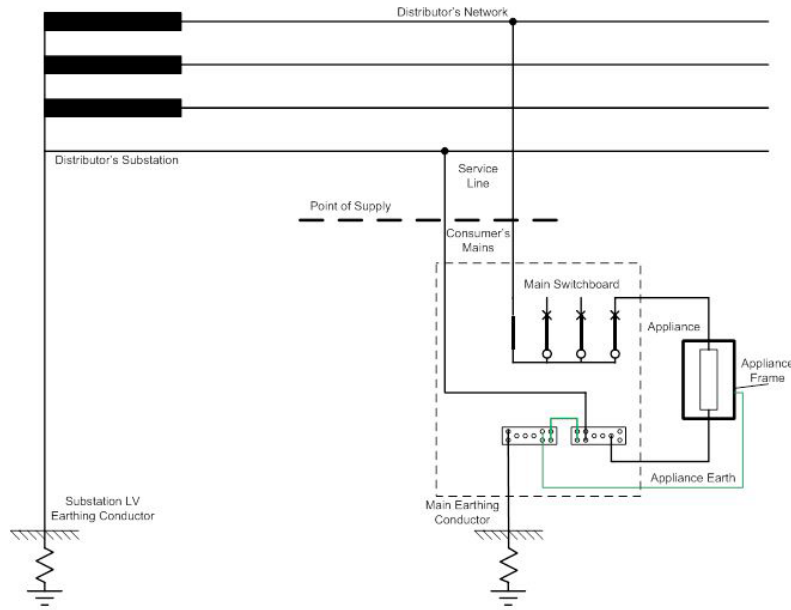 Distributor's Network
Distributor's Substation
Service
Line
Point of Supply
Consumer's
Mains
Main Switchboard
Appliance
Appliance
Frame
Appliance Earth
Substation LV
Earthing Conductor
Main Earthing
Conductor